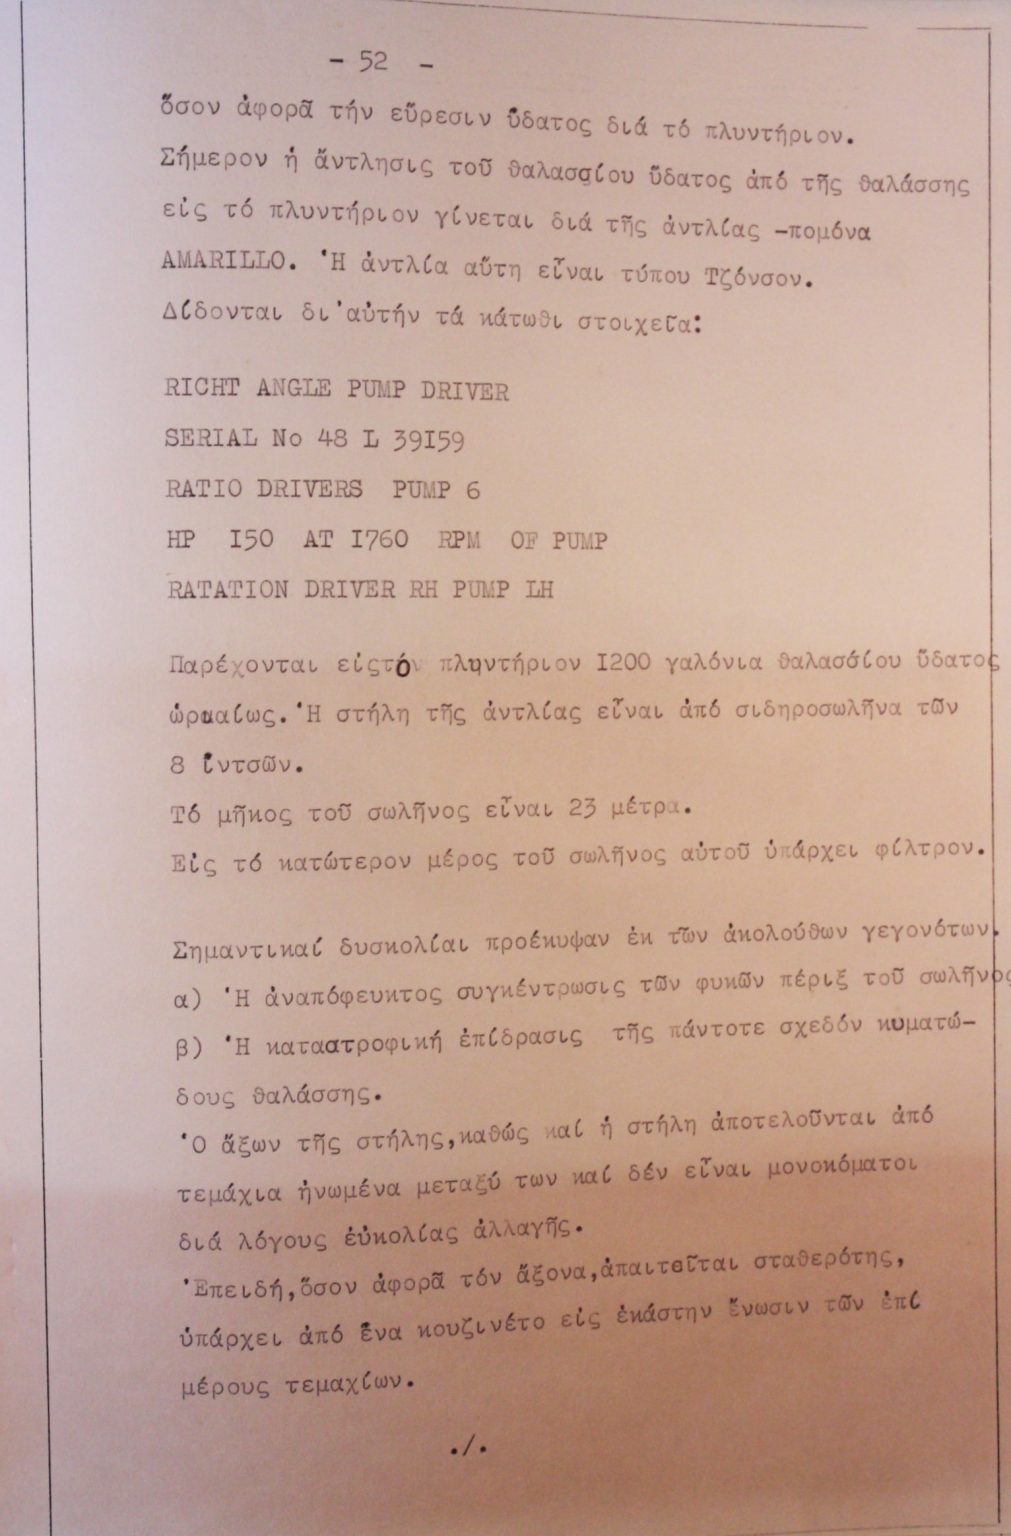 - 52 -
ὅσον ἀφορᾶ τήν εὕρεσιν ὕδατος διά τό πλυντήριον.
Σήμερον ἡ ἄντλησις τοῦ θαλασσίου ὕδατος ἀπό τῆς θαλάσσης
εἰς τό πλυντήριον γίνεται διά τῆς ἀντλίας -πομόνα
AMARILLO. Ἡ ἀντλία αὕτη εἶναι τύπου Τζόνσον.
Δίδονται δι'αὐτήν τά κάτωθι στοιχεῖα:
RICHT ANGLE PUMP DRIVER
SERIAL No 48 L 39I59
RATIO DRIVERS PUMP 6
HP I50 AT I760 RPM OF PUMP
RATATION DRIVER RH PUMP LH
Παρέχονται εἰςτόν πλυντήριον I200 γαλόνια θαλασσίου ὕδατος
ὡριαίως. Ἡ στήλη τῆς ἀντλίας εἶναι ἀπό σιδηροσωλῆνα τῶν
8 ἰντσῶν.
Τό μῆκος τοῦ σωλῆνος εἶναι 23 μέτρα.
Εἰς τό κατώτερον μέρος τοῦ σωλῆνος αὐτοῦ ὑπάρχει φίλτρον.
Σημαντικαί δυσκολίαι προέκυψαν ἐκ τῶν ἀκολούθων γεγονότων.
α) Ἡ ἀναπόφευκτος συγκέντρωσις τῶν φυκῶν πέριξ τοῦ σωλῆνος
β) Ἡ καταστροφική ἐπίδρασις τῆς πάντοτε σχεδόν κυματώ-
δους θαλάσσης.
Ὁ ἄξων τῆς στήλης,καθώς καί ἡ στήλη ἀποτελοῦνται ἀπό
τεμάχια ἡνωμένα μεταξύ των καί δέν εἶναι μονοκόματοι
διά λόγους εὐκολίας ἀλλαγῆς.
Ἐπειδή,ὅσον ἀφορᾶ τόν ἄξονα,ἀπαιτεῖται σταθερότης,
ὑπάρχει ἀπό ἕνα κουζινέτο εἰς ἑκάστην ἕνωσιν τῶν ἐπί
μέρους τεμαχίων.
./.